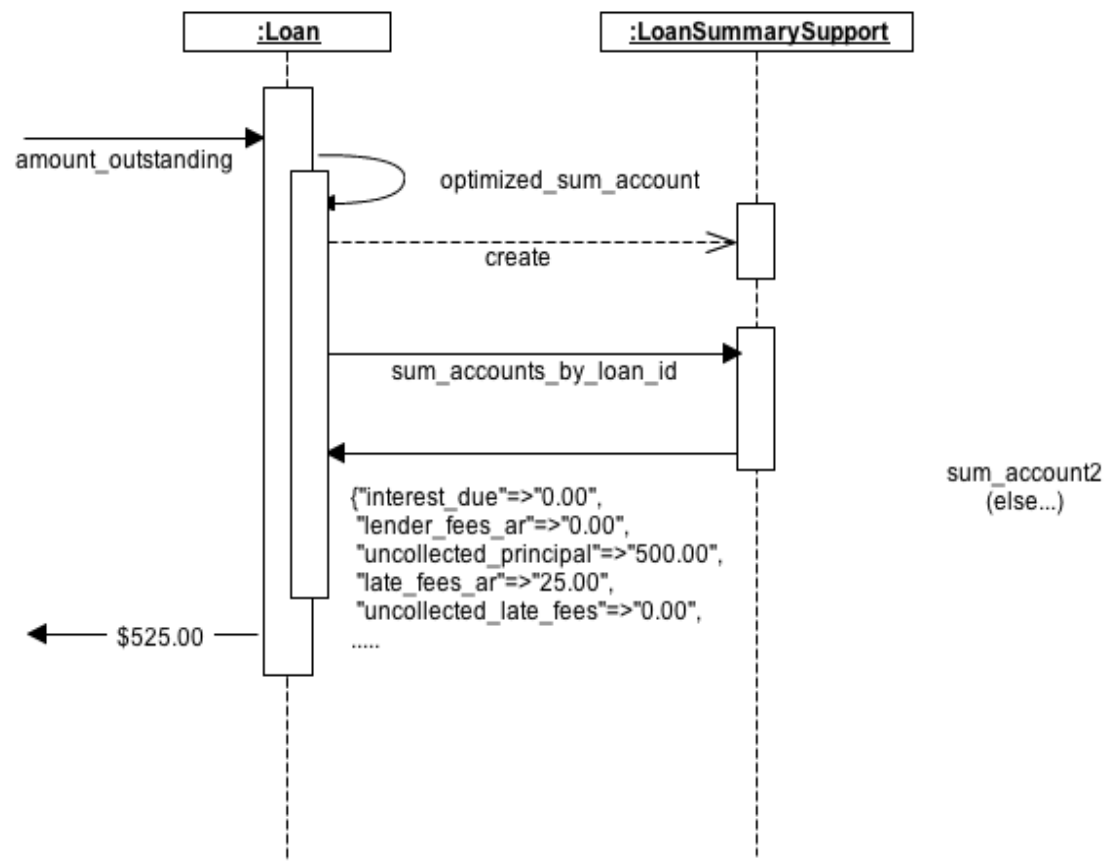 :Loan
:LoanSummarySupport
amount_outstanding
optimized_sum_account
create
sum_accounts_by_loan_id
sum_account2
(else...)
{"interest_due"=>"0.00",
"lender_fees_ar"=>"0.00",
"uncollected_principal"=>"500.00",
"late_fees_ar"=>"25.00",
"uncollected_late_fees"=>"0.00",
.....
$525.00